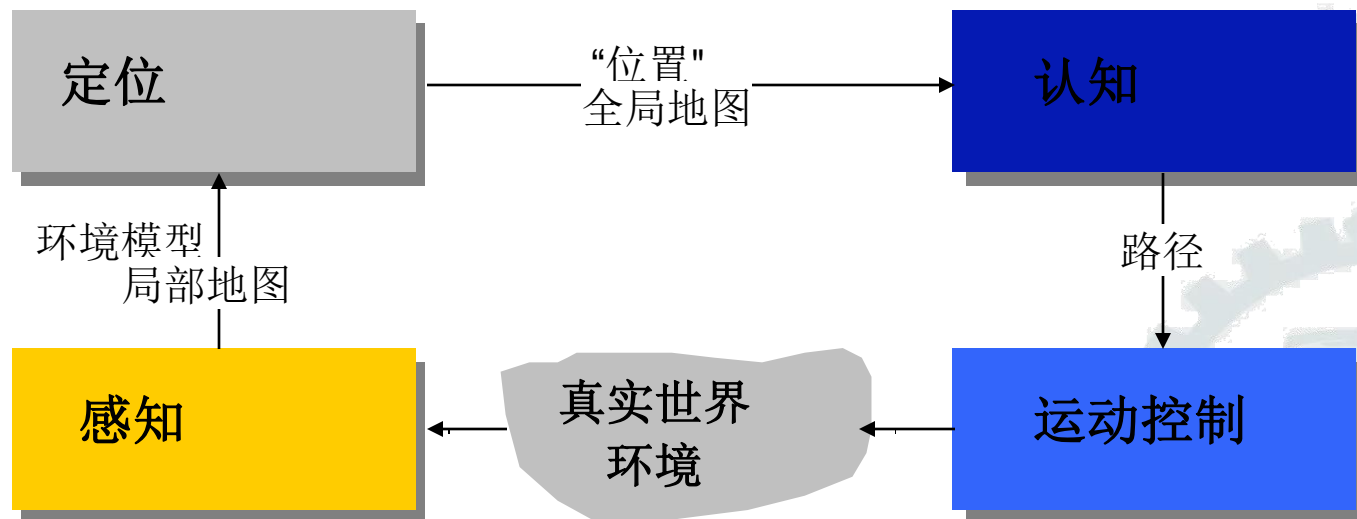 定位
“位置"
全局地图
认知
环境模型
局部地图
路径
感知
真实世界
环境
运动控制